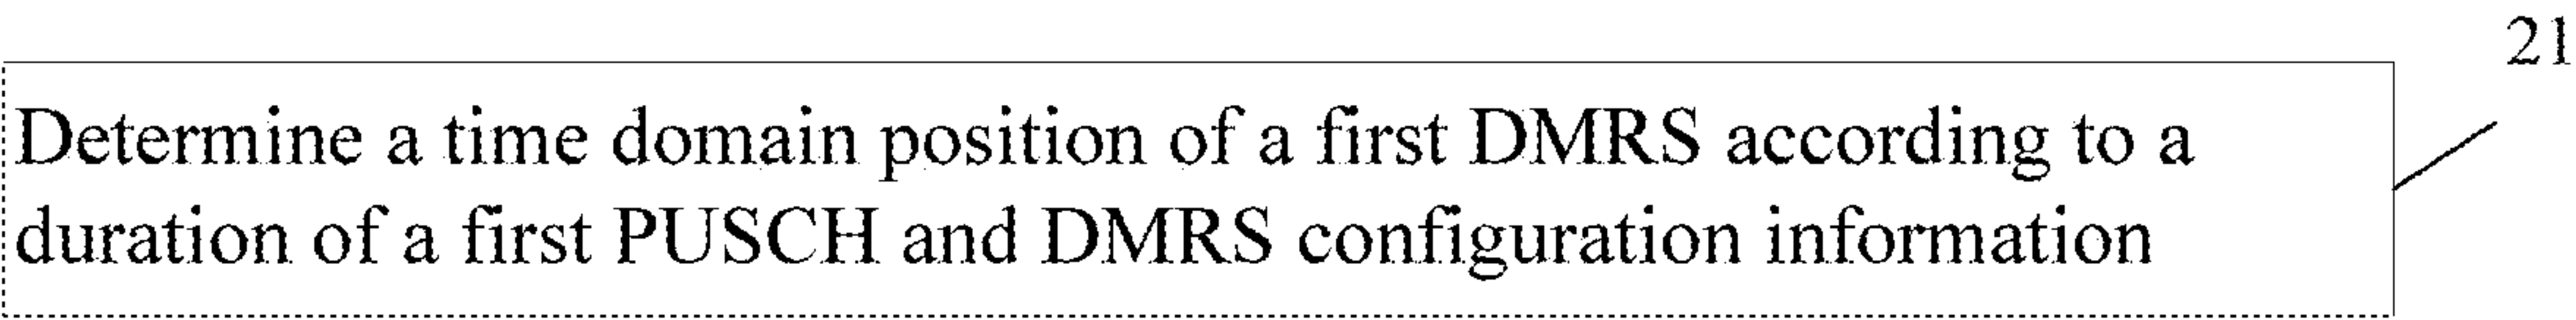 21
Determine a time domain position of a first DMRS according to a
duration of a first PUSCH and DMRS configuration information